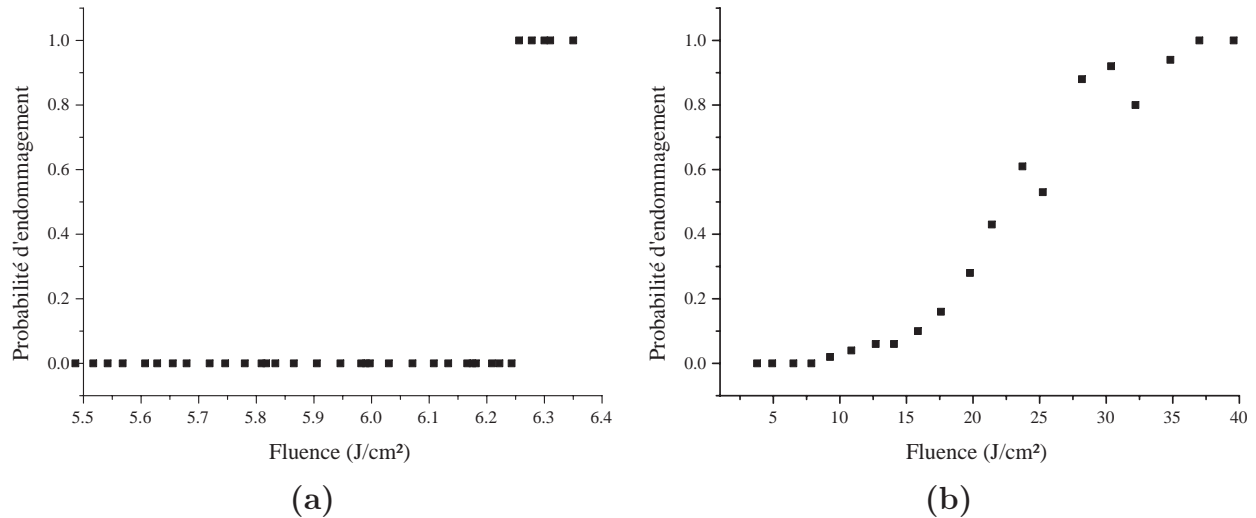 1.0
0.8
0.6
0.4
0.2
0.0
Probabilité d'endommagement
5.5 5.6 5.7 5.8 5.9 6.0 6.1 6.2 6.3 6.4
Fluence (J/cm²)
(a)
1.0
0.8
0.6
0.4
0.2
0.0
Probabilité d'endommagement
5 10 15 20 25 30 35 40
Fluence (J/cm²)
(b)